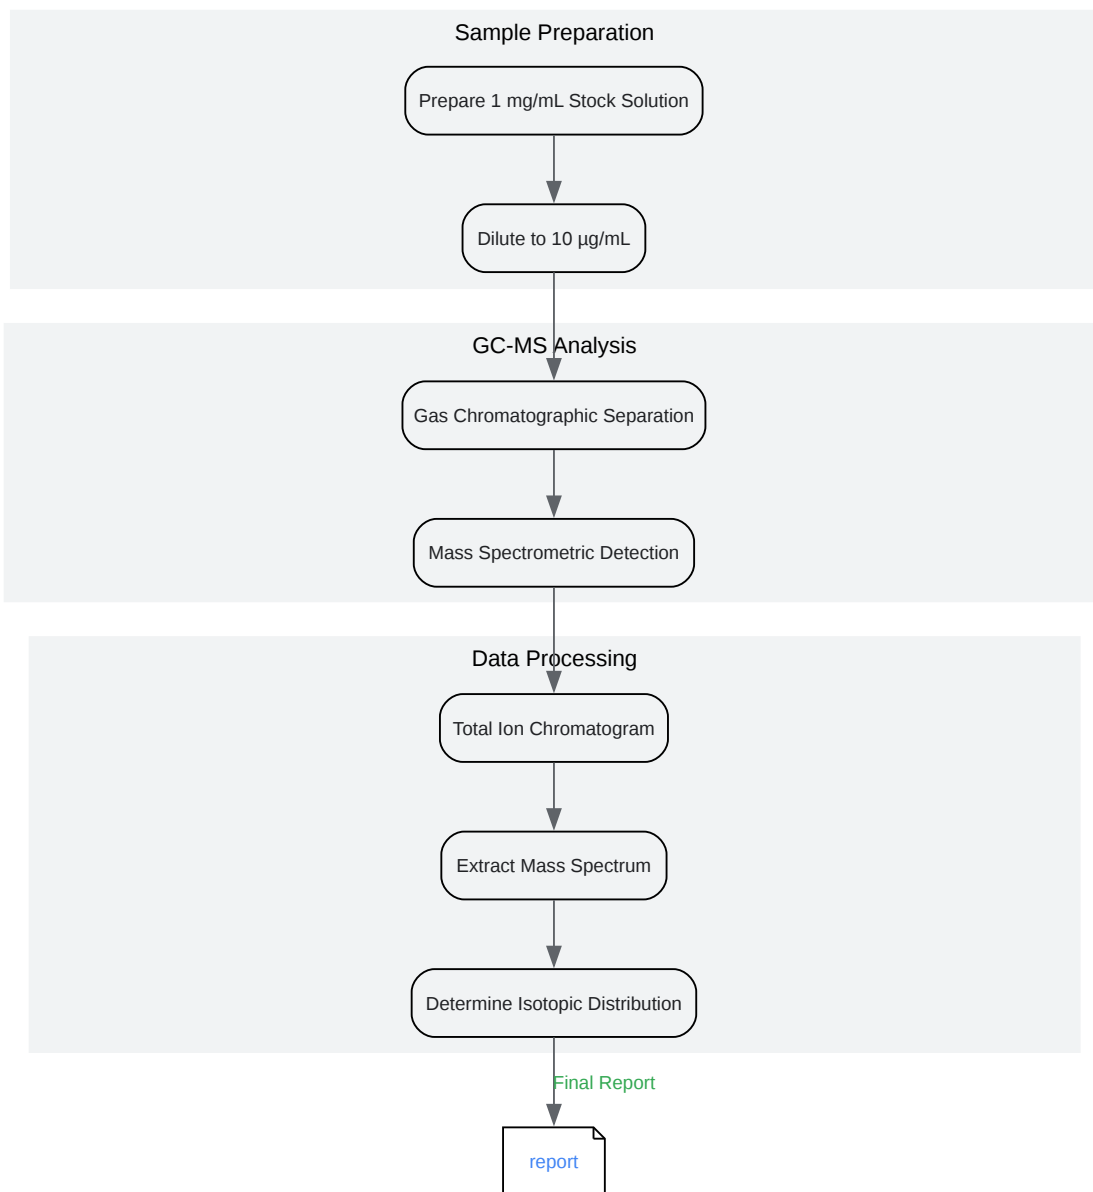 Sample Preparation
Prepare 1 mg/mL Stock Solution
Dilute to 10 µg/mL
GC-MS Analysis
Gas Chromatographic Separation
Mass Spectrometric Detection
Data Processing
Total Ion Chromatogram
Extract Mass Spectrum
Determine Isotopic Distribution
Final Report
report